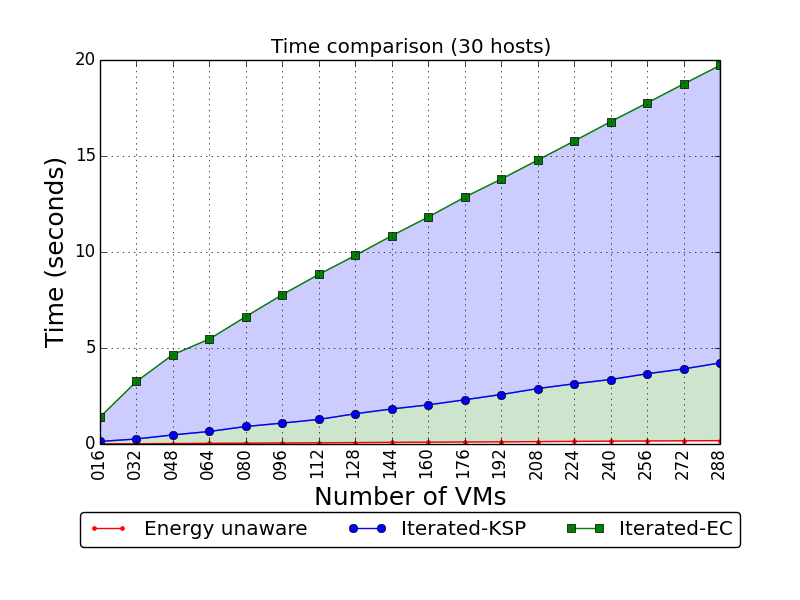 Time comparison (30 hosts)
Time (seconds)
20
15
10
5
0
016 032 048 064 080 096 112 128 144 160 176 192 208 224 240 256 272 288
Number of VMs
Energy unaware Iterated-KSP Iterated-EC